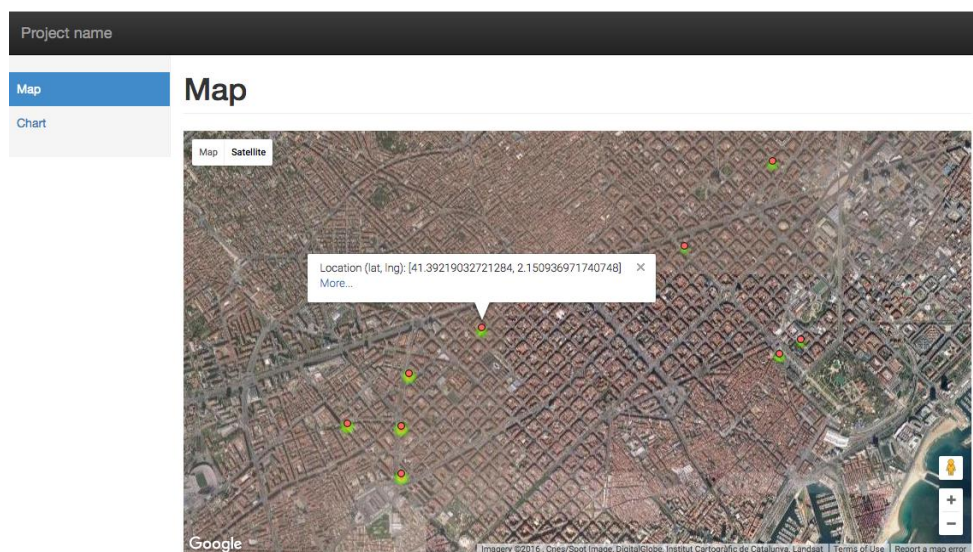 Project name
Map
Chart
Map
Map Satellite
Location (lat, lng): [41.39219032721284, 2.150936971740748] ×
More...
+
−
Google
Imagery ©2016 , Cnes/Spot Image, DigitalGlobe, Institut Cartogràfic de Catalunya, Landsat Terms of Use Report a map error